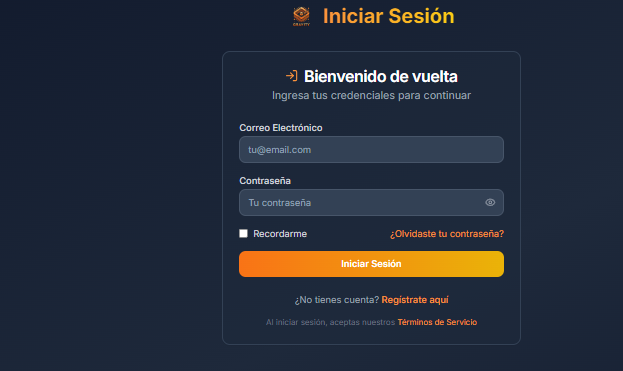 Iniciar Sesión
Bienvenido de vuelta
Ingresa tus credenciales para continuar
Correo Electrónico
tu@email.com
Contraseña
Tu contraseña
Recordarme
¿Olvidaste tu contraseña?
Iniciar Sesión
¿No tienes cuenta? Regístrate aquí
Al iniciar sesión, aceptas nuestros Términos de Servicio